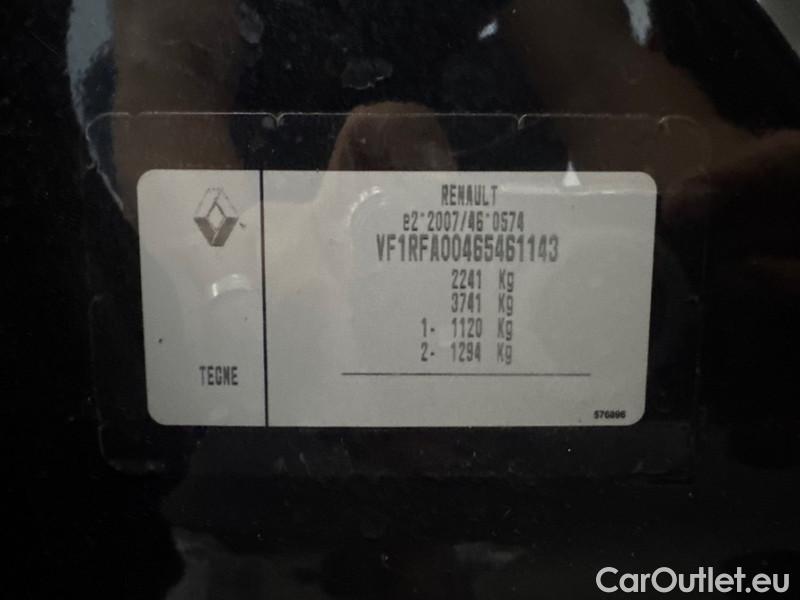 RENAULT
e2*2007/46*0574
VF1RFA00465461143
2241 Kg
3741 Kg
1- 1120 Kg
2- 1294 Kg
TEGNE
576896
CarOutlet.eu